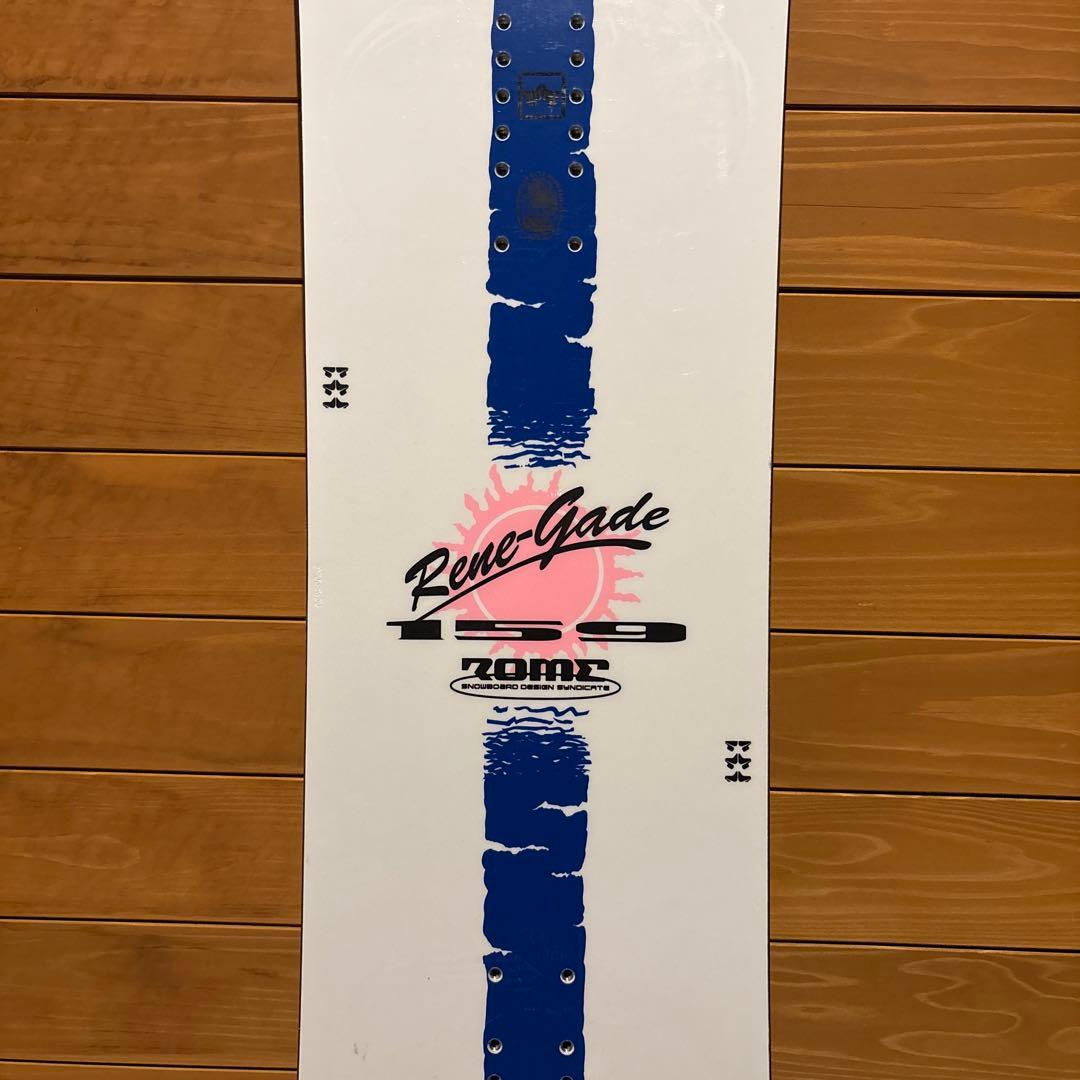 Rene-Gade
159
ROME
SNOWBOARD DESIGN SYNDICATE